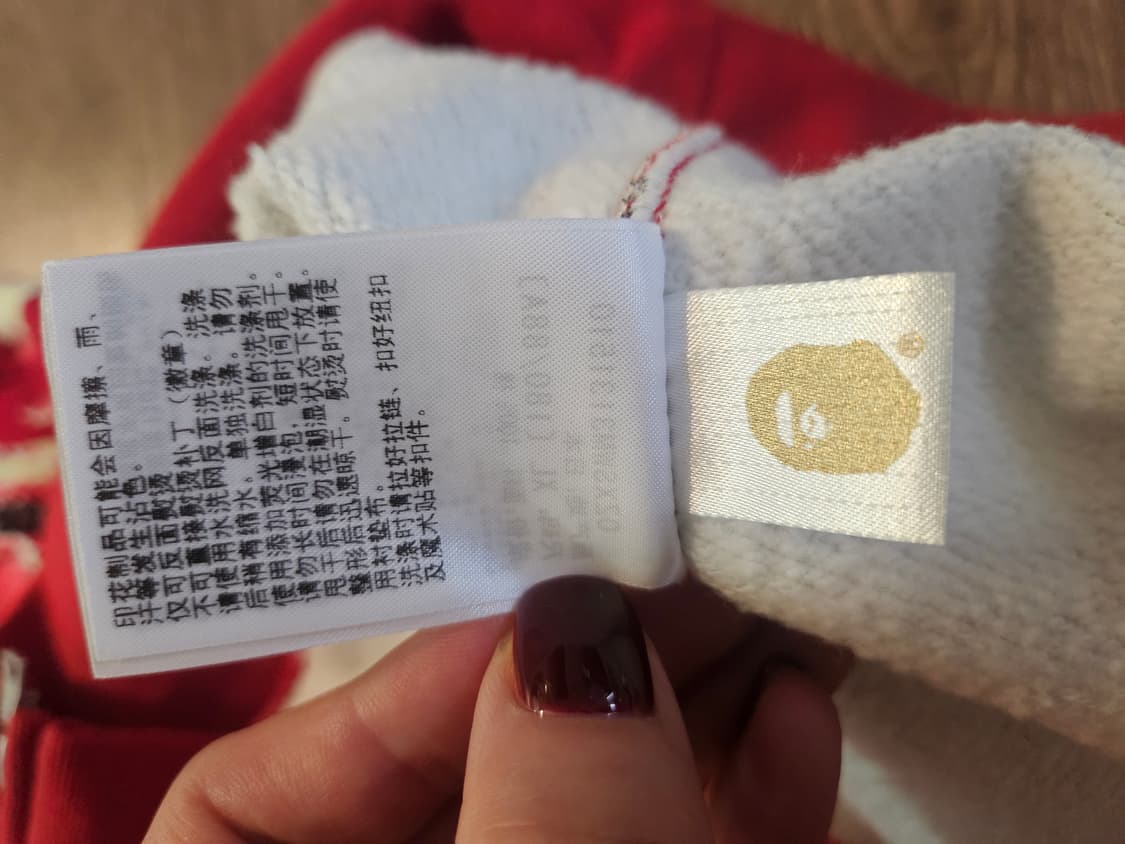 印花制品可能会因摩擦、雨、
汗等发生沾色。
仅可反面熨烫
不可直接熨烫补丁（徽章）
请使用水洗网反面洗涤。洗涤
后稍有缩水。单独洗涤。请勿
使用添加荧光增白剂的洗涤剂。
请勿长时间浸泡，短时间甩干。
甩干后请勿在潮湿状态下放置。
整形后迅速晾干。熨烫时请使
用衬垫布。
洗涤时请拉好拉链、扣好纽扣
及魔术贴等扣件。
®